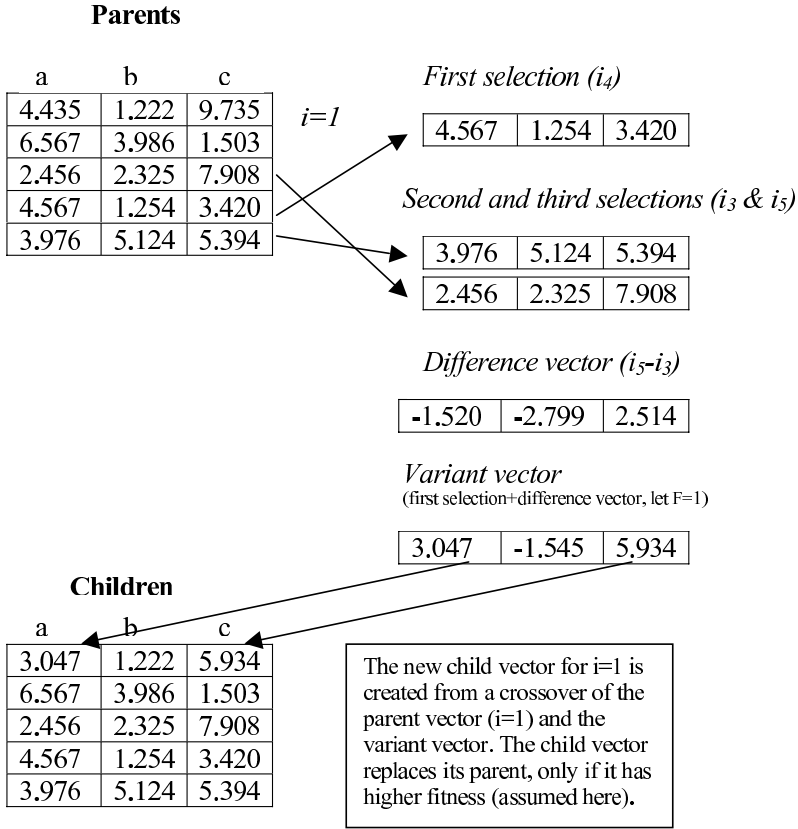 Parents
a b c
4.435 1.222 9.735
6.567 3.986 1.503
2.456 2.325 7.908
4.567 1.254 3.420
3.976 5.124 5.394
i=1
First selection (i4)
4.567 1.254 3.420
Second and third selections (i3 & i5)
3.976 5.124 5.394
2.456 2.325 7.908
Difference vector (i5-i3)
-1.520 -2.799 2.514
Variant vector
(first selection+difference vector, let F=1)
3.047 -1.545 5.934
Children
a b c
3.047 1.222 5.934
6.567 3.986 1.503
2.456 2.325 7.908
4.567 1.254 3.420
3.976 5.124 5.394
The new child vector for i=1 is
created from a crossover of the
parent vector (i=1) and the
variant vector. The child vector
replaces its parent, only if it has
higher fitness (assumed here).